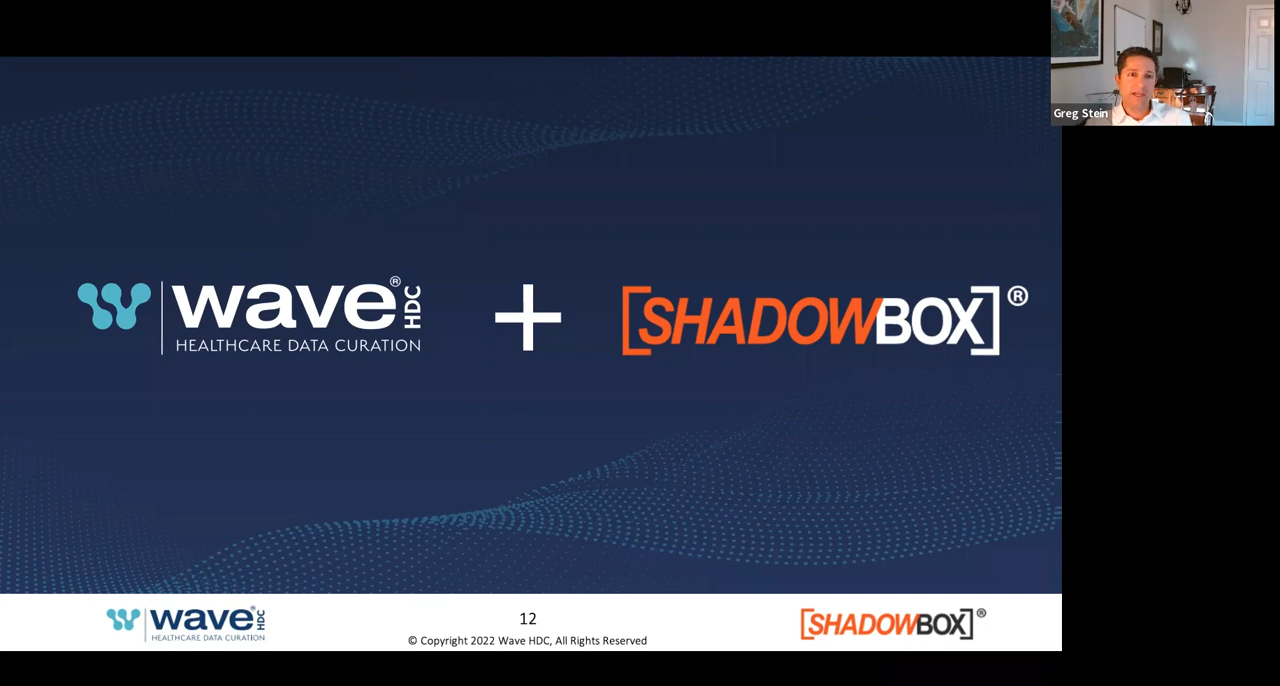 Greg Stein
wave® HDC
HEALTHCARE DATA CURATION
+
[SHADOWBOX]®
wave® HDC
HEALTHCARE DATA CURATION
12
© Copyright 2022 Wave HDC, All Rights Reserved
[SHADOWBOX]®